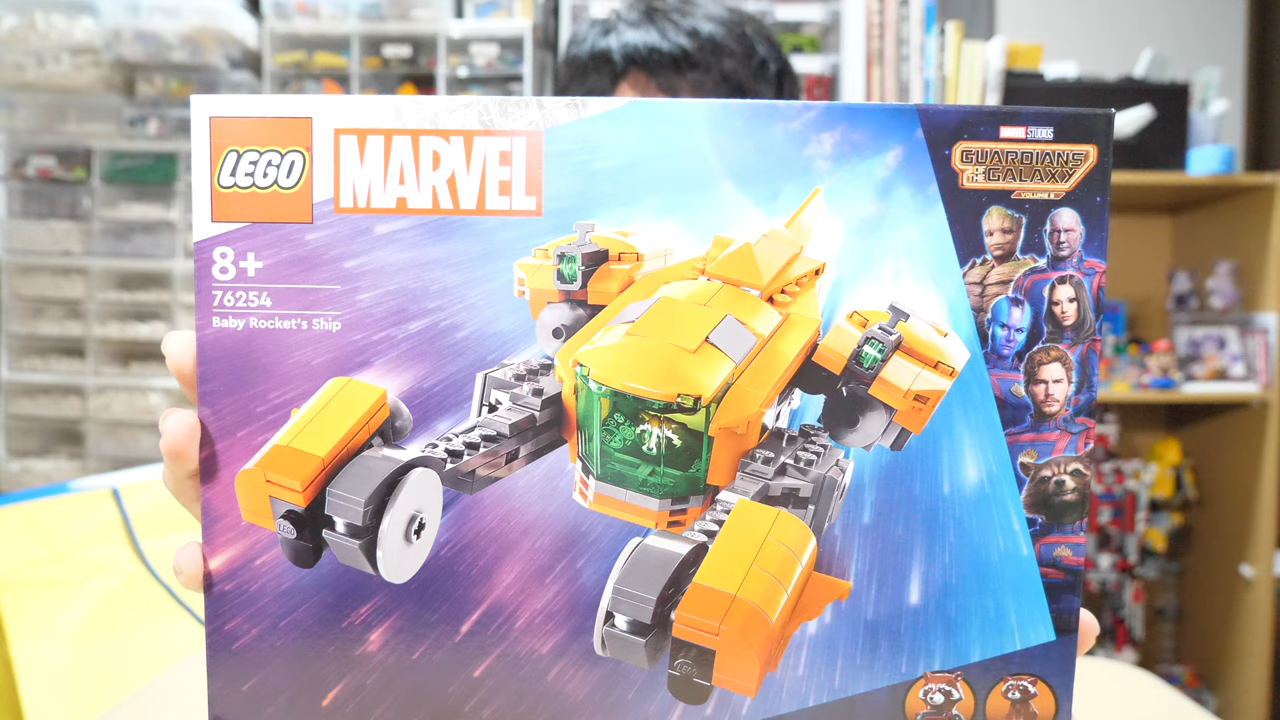 LEGO
MARVEL
8+
76254
Baby Rocket's Ship
MARVEL STUDIOS
GUARDIANS
OF THE GALAXY
VOLUME 3
LEGO
LEGO